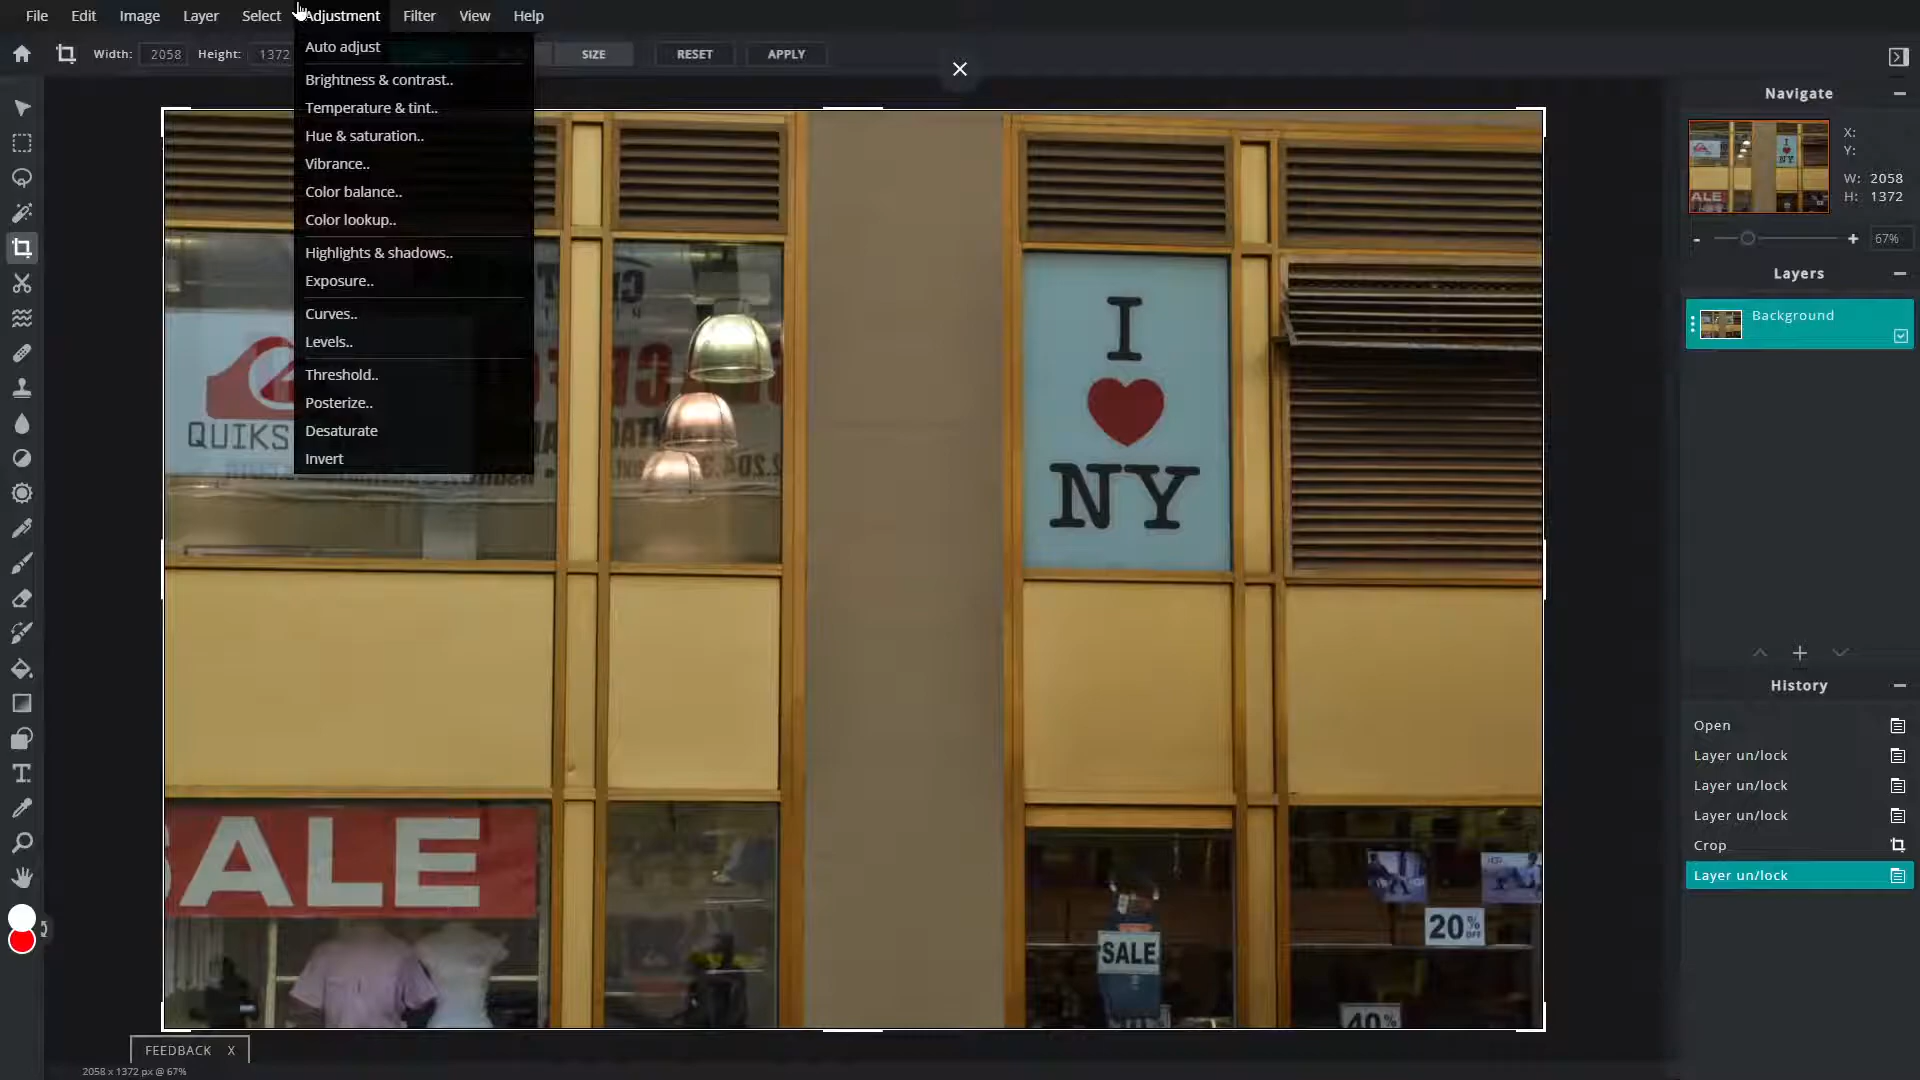 File Edit Image Layer Select Adjustment Filter View Help
Width: 2058 Height: 1372 SIZE RESET APPLY
Auto adjust
Brightness & contrast..
Temperature & tint..
Hue & saturation..
Vibrance..
Color balance..
Color lookup..
Highlights & shadows..
Exposure..
Curves..
Levels..
Threshold..
Posterize..
Desaturate
Invert
QUIKS
I
NY
ALE
SALE
20% OFF
40%
Navigate
X:
Y:
W: 2058
H: 1372
- + 67%
Layers
Background
History
Open
Layer un/lock
Layer un/lock
Layer un/lock
Crop
Layer un/lock
FEEDBACK X
2058 x 1372 px @ 67%